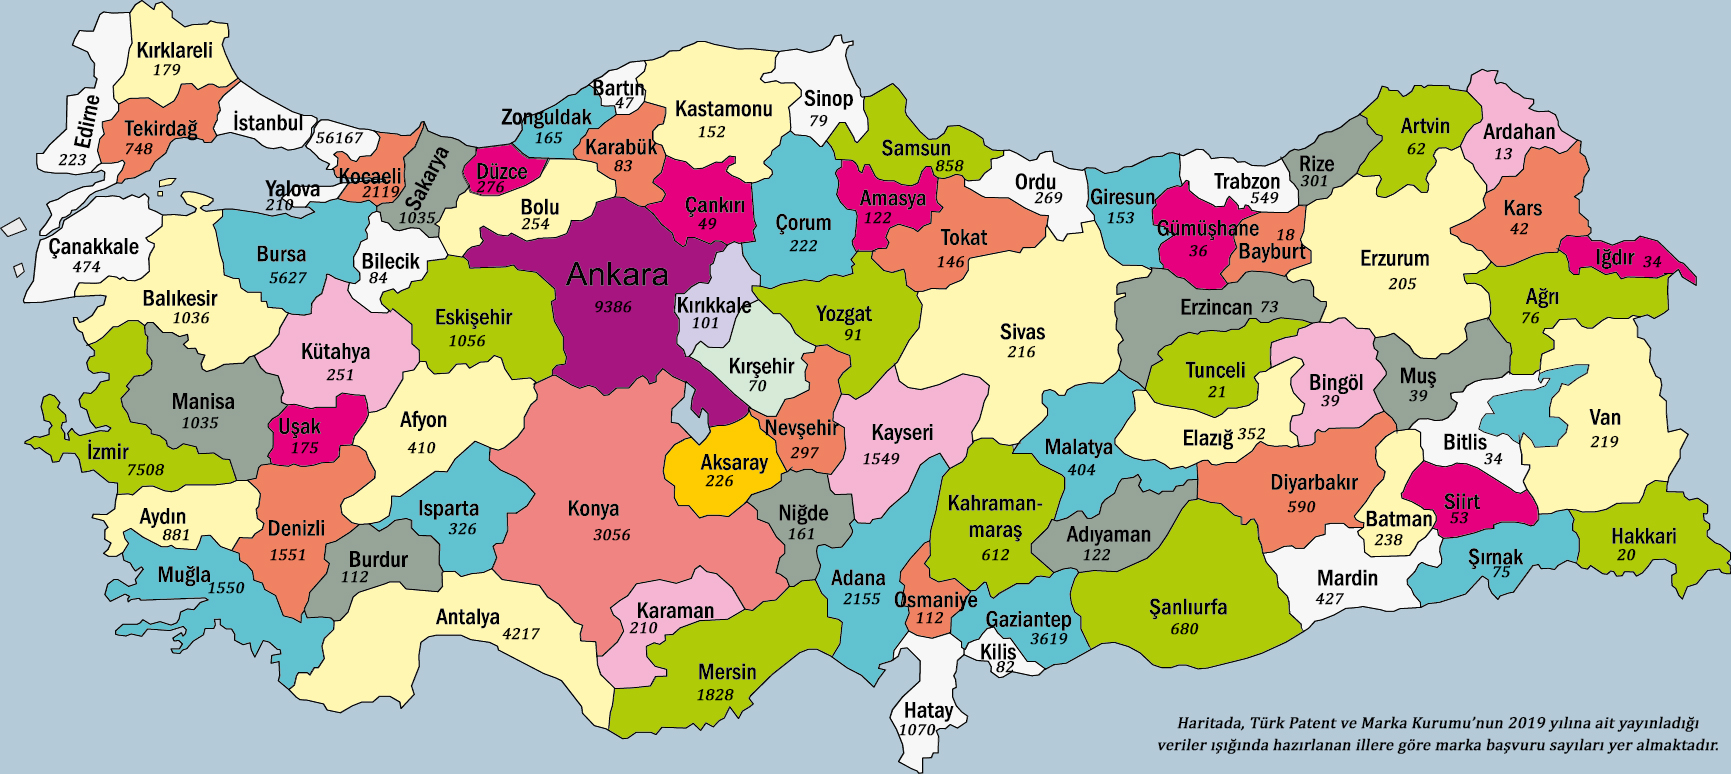 Kırklareli
179
Edirne
223
Tekirdağ
748
İstanbul
56167
Kocaeli
2119
Yalova
210
Sakarya
1035
Düzce
276
Zonguldak
165
Bartın
47
Karabük
83
Kastamonu
152
Sinop
79
Samsun
858
Bolu
254
Çankırı
49
Çorum
222
Amasya
122
Tokat
146
Ordu
269
Giresun
153
Trabzon
549
Gümüşhane
36
18
Bayburt
Rize
301
Artvin
62
Ardahan
13
Kars
42
Iğdır 34
Ağrı
76
Erzurum
205
Erzincan 73
Çanakkale
474
Balıkesir
1036
Bursa
5627
Bilecik
84
Eskişehir
1056
Ankara
9386
Kırıkkale
101
Kırşehir
70
Yozgat
91
Sivas
216
Tunceli
21
Bingöl
39
Muş
39
Kütahya
251
Manisa
1035
Uşak
175
Afyon
410
İzmir
7508
Aydın
881
Denizli
1551
Muğla
1550
Burdur
112
Isparta
326
Antalya
4217
Konya
3056
Aksaray
226
Nevşehir
297
Kayseri
1549
Niğde
161
Karaman
210
Mersin
1828
Adana
2155
Osmaniye
112
Hatay
1070
Kilis
82
Gaziantep
3619
Kahraman-
maraş
612
Malatya
404
Adıyaman
122
Elazığ 352
Diyarbakır
590
Şanlıurfa
680
Mardin
427
Batman
238
Siirt
53
Bitlis
34
Van
219
Şırnak
75
Hakkari
20
Haritada, Türk Patent ve Marka Kurumu'nun 2019 yılına ait yayınladığı
veriler ışığında hazırlanan illere göre marka başvuru sayıları yer almaktadır.